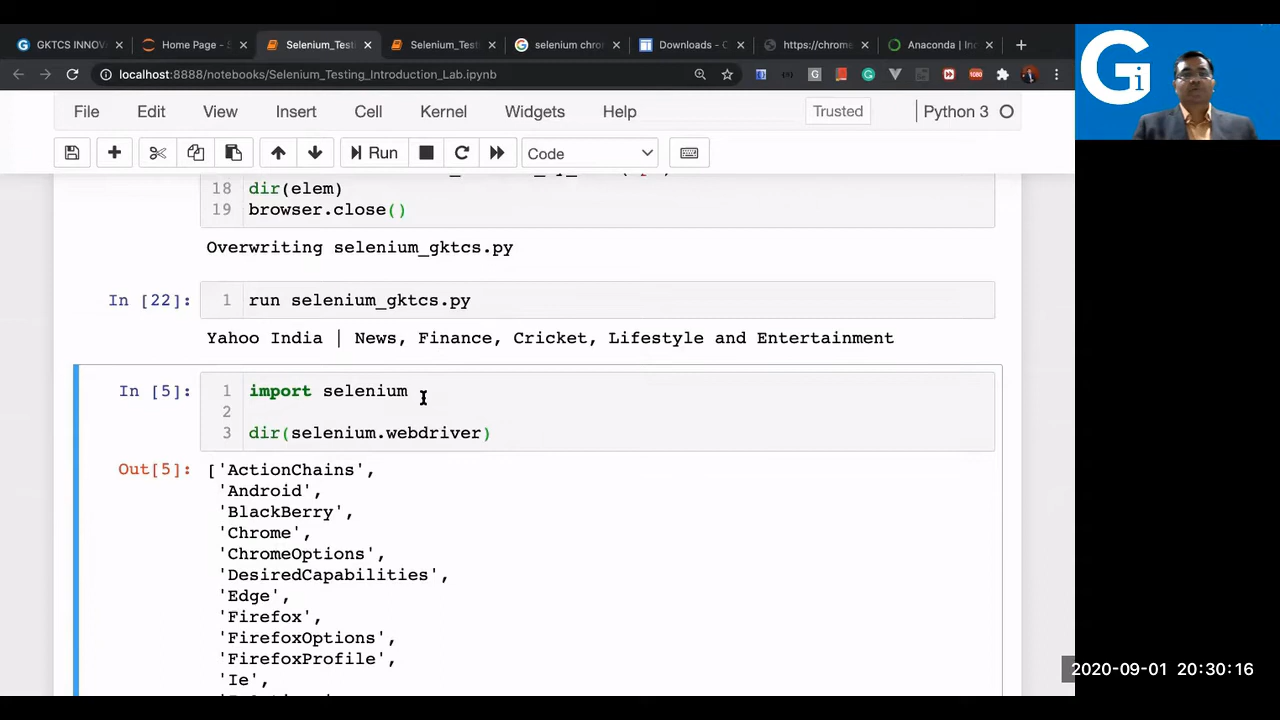 GKTCS INNOV
Home Page - S
Selenium_Testi
Selenium_Testi
selenium chro
Downloads - C
https://chrome
Anaconda | Ind
localhost:8888/notebooks/Selenium_Testing_Introduction_Lab.ipynb
File Edit View Insert Cell Kernel Widgets Help Trusted Python 3
Run Code
18 dir(elem)
19 browser.close()
Overwriting selenium_gktcs.py
In [22]: 1 run selenium_gktcs.py
Yahoo India | News, Finance, Cricket, Lifestyle and Entertainment
In [5]: 1 import selenium
2
3 dir(selenium.webdriver)
Out[5]: ['ActionChains',
'Android',
'BlackBerry',
'Chrome',
'ChromeOptions',
'DesiredCapabilities',
'Edge',
'Firefox',
'FirefoxOptions',
'FirefoxProfile',
'Ie',
Gi
2020-09-01 20:30:16